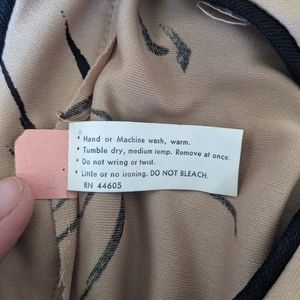 • Hand or Machine wash, warm.
• Tumble dry, medium temp. Remove at once.
• Do not wring or twist.
• Little or no ironing. DO NOT BLEACH.
RN 44605